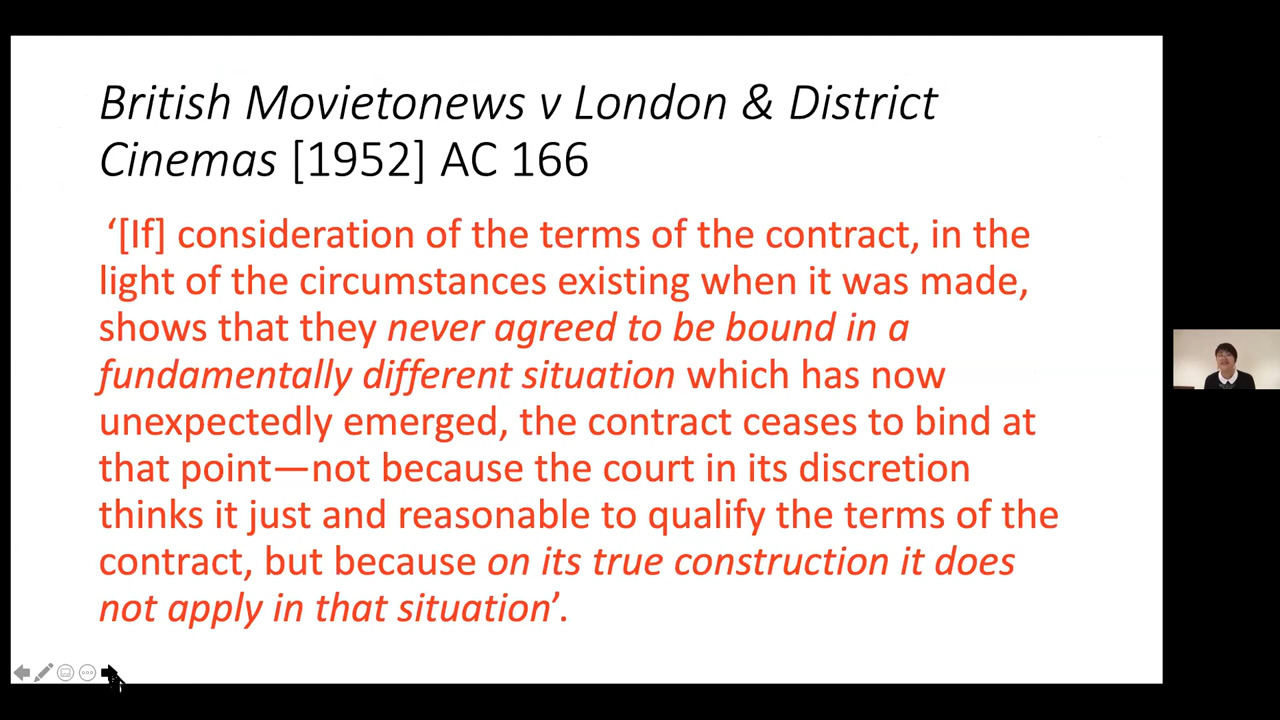 British Movietonews v London & District
Cinemas [1952] AC 166
‘[If] consideration of the terms of the contract, in the
light of the circumstances existing when it was made,
shows that they never agreed to be bound in a
fundamentally different situation which has now
unexpectedly emerged, the contract ceases to bind at
that point—not because the court in its discretion
thinks it just and reasonable to qualify the terms of the
contract, but because on its true construction it does
not apply in that situation’.